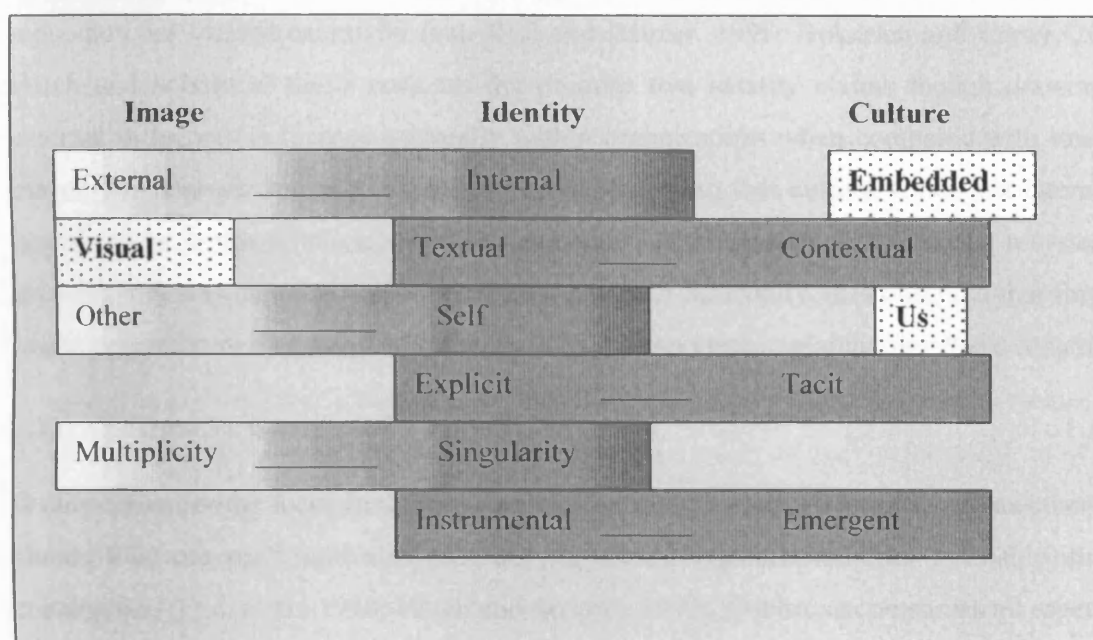 Image Identity Culture
External Internal Embedded
Visual Textual Contextual
Other Self Us
Explicit Tacit
Multiplicity Singularity
Instrumental Emergent